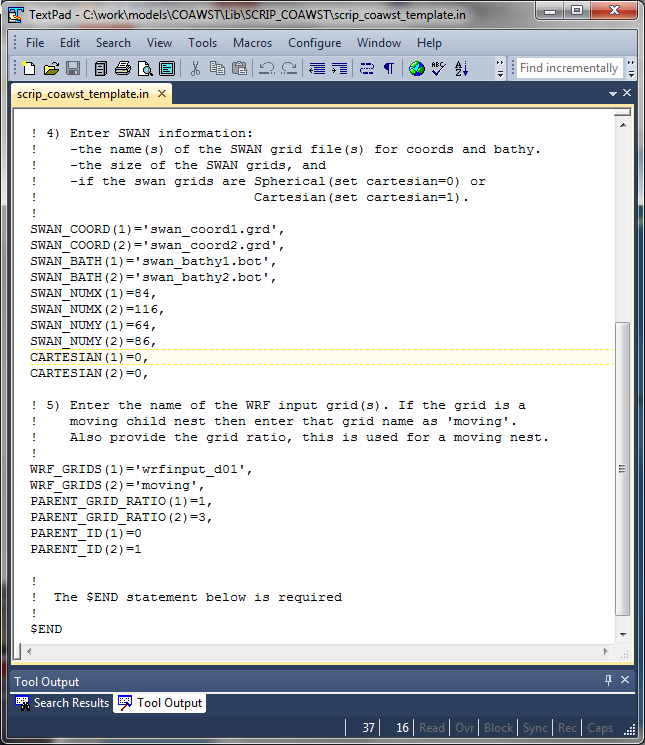 TextPad - C:\work\models\COAWST\Lib\SCRIP_COAWST\scrip_coawst_template.in
File Edit Search View Tools Macros Configure Window Help
Find incrementally
scrip_coawst_template.in
! 4) Enter SWAN information:
!    -the name(s) of the SWAN grid file(s) for coords and bathy.
!    -the size of the SWAN grids, and
!    -if the swan grids are Spherical(set cartesian=0) or
!                           Cartesian(set cartesian=1).
!
SWAN_COORD(1)='swan_coord1.grd',
SWAN_COORD(2)='swan_coord2.grd',
SWAN_BATH(1)='swan_bathy1.bot',
SWAN_BATH(2)='swan_bathy2.bot',
SWAN_NUMX(1)=84,
SWAN_NUMX(2)=116,
SWAN_NUMY(1)=64,
SWAN_NUMY(2)=86,
CARTESIAN(1)=0,
CARTESIAN(2)=0,
! 5) Enter the name of the WRF input grid(s). If the grid is a
!    moving child nest then enter that grid name as 'moving'.
!    Also provide the grid ratio, this is used for a moving nest.
!
WRF_GRIDS(1)='wrfinput_d01',
WRF_GRIDS(2)='moving',
PARENT_GRID_RATIO(1)=1,
PARENT_GRID_RATIO(2)=3,
PARENT_ID(1)=0
PARENT_ID(2)=1
!
!  The $END statement below is required
!
$END
Tool Output
Search Results Tool Output
37 16 Read Ovr Block Sync Rec Caps